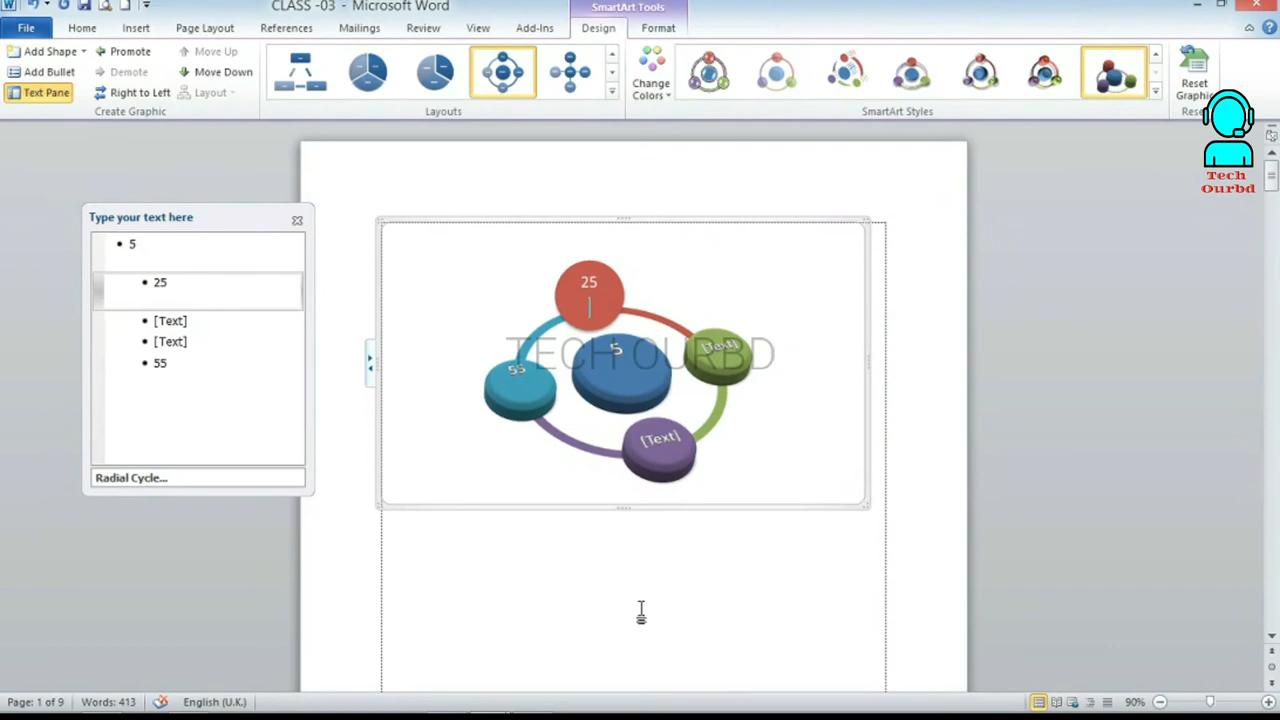 CLASS -03 - Microsoft Word
SmartArt Tools
File
Home
Insert
Page Layout
References
Mailings
Review
View
Add-Ins
Design
Format
Add Shape
Promote
Move Up
Add Bullet
Demote
Move Down
Text Pane
Right to Left
Layout
Create Graphic
Layouts
Change
Colors
SmartArt Styles
Reset
Graphic
Rese
Tech
Ourbd
Type your text here
• 5
• 25
• [Text]
• [Text]
• 55
Radial Cycle...
25
[Text]
5
55
[Text]
TECH OURBD
Page: 1 of 9
Words: 413
English (U.K.)
90%